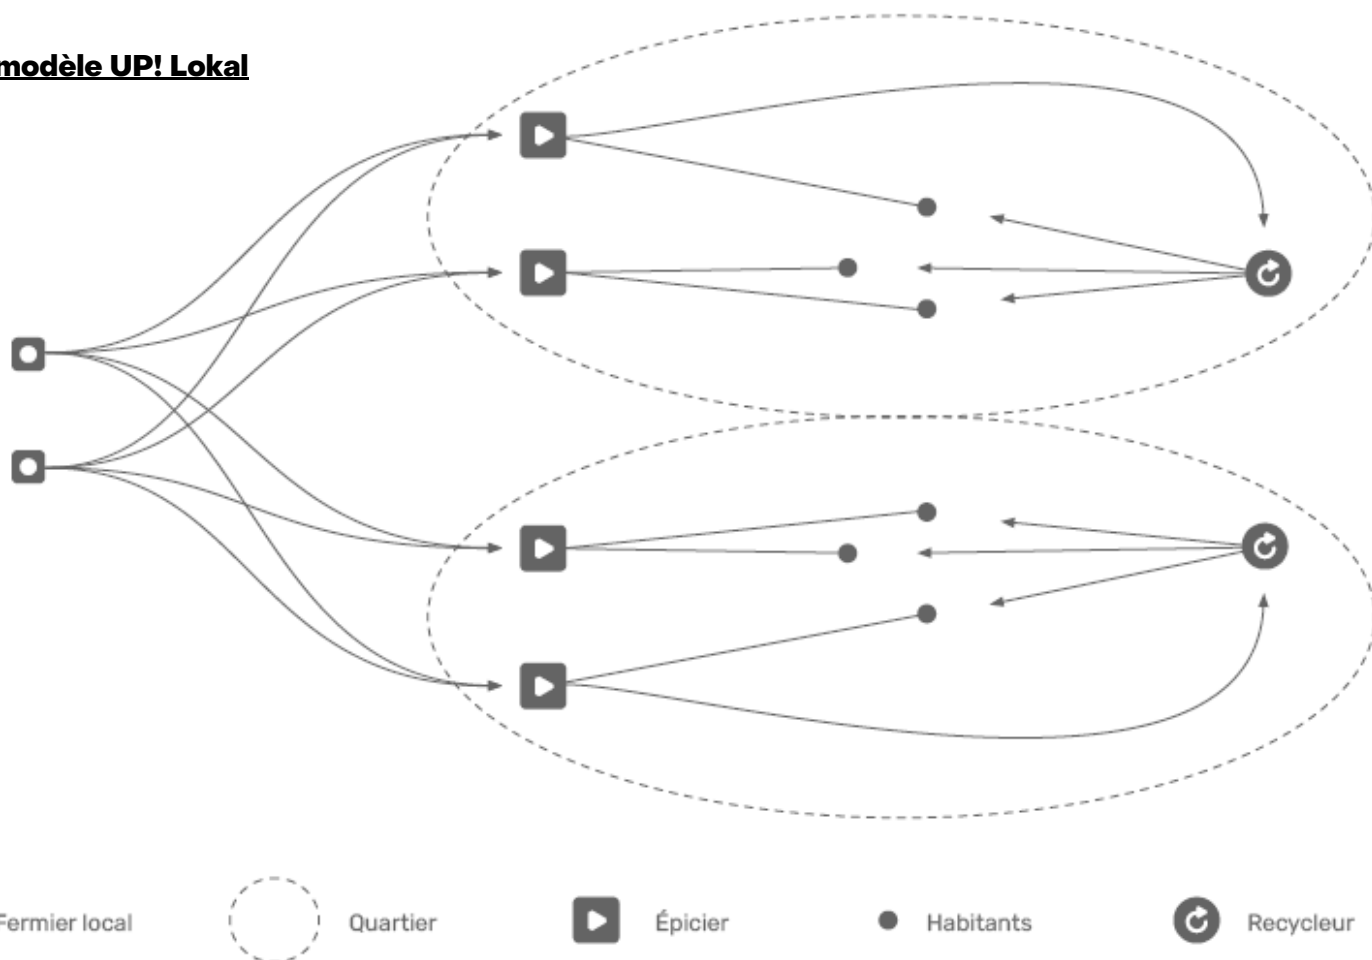 modèle UP! Lokal
Fermier local
Quartier
Épicier
Habitants
Recycleur